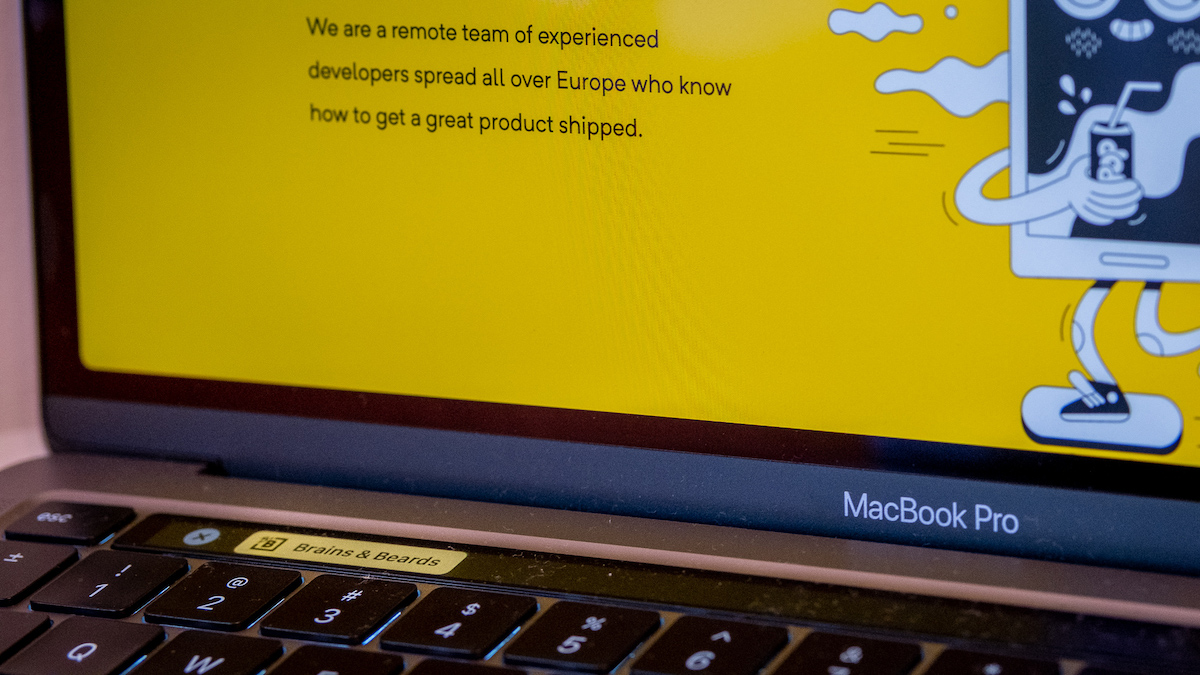 We are a remote team of experienced
developers spread all over Europe who know
how to get a great product shipped.
POP
MacBook Pro
esc
B Brains & Beards
± ! @ # $ % ^ &
1 2 3 4 5 6
Q W